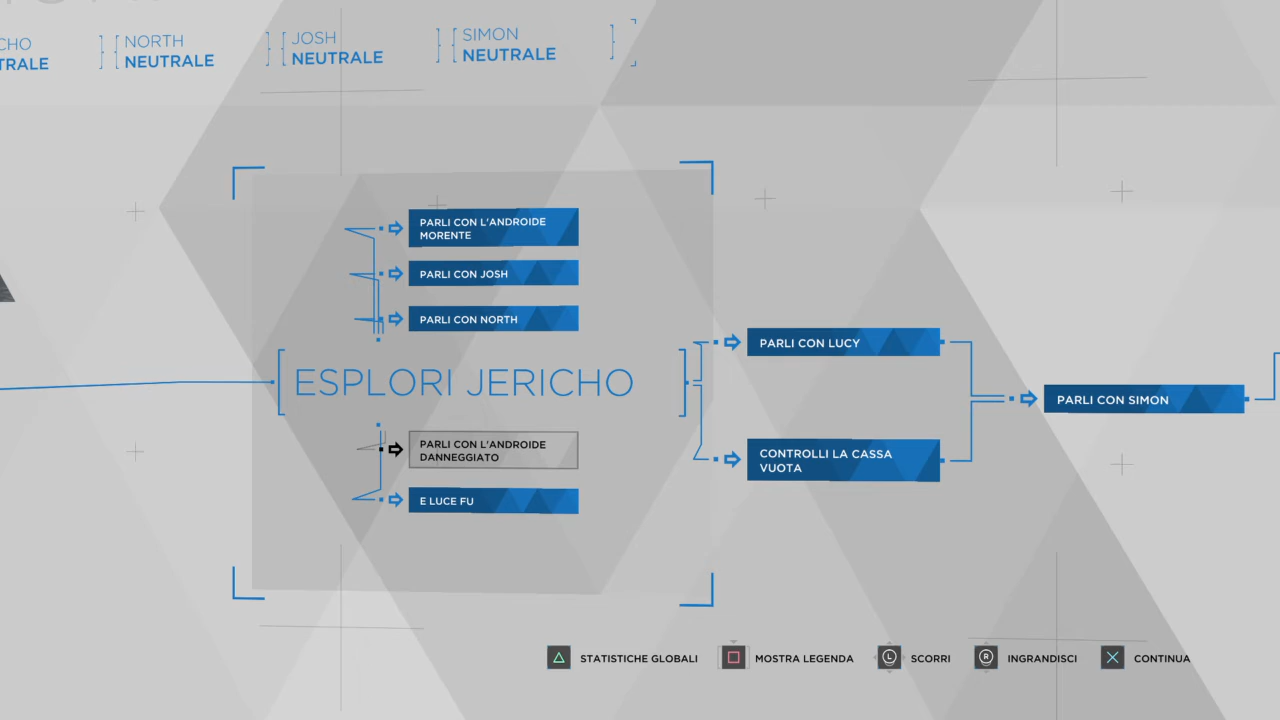 CHO
TRALE
NORTH
NEUTRALE
JOSH
NEUTRALE
SIMON
NEUTRALE
PARLI CON L'ANDROIDE
MORENTE
PARLI CON JOSH
PARLI CON NORTH
ESPLORI JERICHO
PARLI CON L'ANDROIDE
DANNEGGIATO
E LUCE FU
PARLI CON LUCY
CONTROLLI LA CASSA
VUOTA
PARLI CON SIMON
STATISTICHE GLOBALI
MOSTRA LEGENDA
L
SCORRI
R
INGRANDISCI
CONTINUA